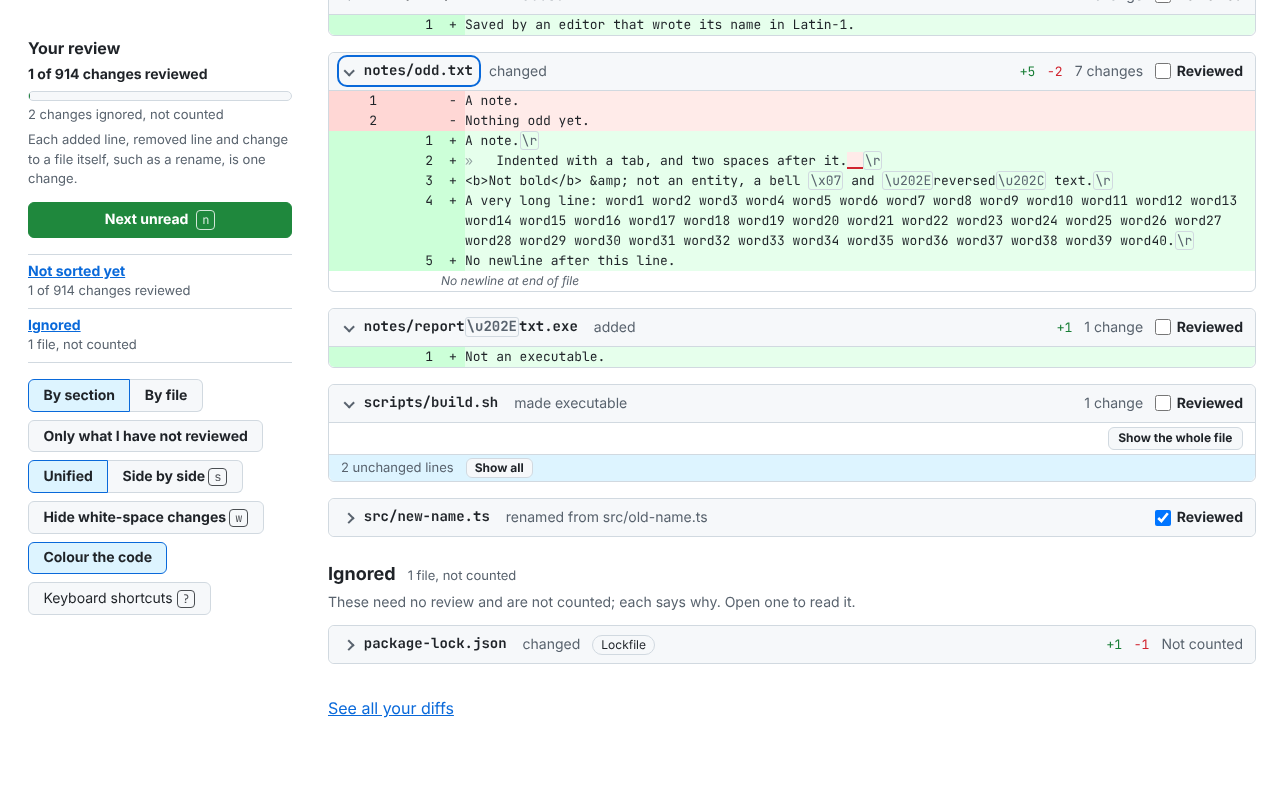 Your review
1 of 914 changes reviewed
2 changes ignored, not counted
Each added line, removed line and change
to a file itself, such as a rename, is one
change.
Next unread n
Not sorted yet
1 of 914 changes reviewed
Ignored
1 file, not counted
By section By file
Only what I have not reviewed
Unified Side by side s
Hide white-space changes w
Colour the code
Keyboard shortcuts ?
1 + Saved by an editor that wrote its name in Latin-1.
notes/odd.txt changed +5 -2 7 changes Reviewed
1 - A note.
2 - Nothing odd yet.
1 + A note.\r
2 + » Indented with a tab, and two spaces after it.  \r
3 + <b>Not bold</b> &amp; not an entity, a bell \x07 and \u202Ereversed\u202C text.\r
4 + A very long line: word1 word2 word3 word4 word5 word6 word7 word8 word9 word10 word11 word12 word13
word14 word15 word16 word17 word18 word19 word20 word21 word22 word23 word24 word25 word26 word27
word28 word29 word30 word31 word32 word33 word34 word35 word36 word37 word38 word39 word40.\r
5 + No newline after this line.
No newline at end of file
notes/report\u202Etxt.exe added +1 1 change Reviewed
1 + Not an executable.
scripts/build.sh made executable 1 change Reviewed
Show the whole file
2 unchanged lines Show all
src/new-name.ts renamed from src/old-name.ts Reviewed
Ignored 1 file, not counted
These need no review and are not counted; each says why. Open one to read it.
package-lock.json changed Lockfile +1 -1 Not counted
See all your diffs